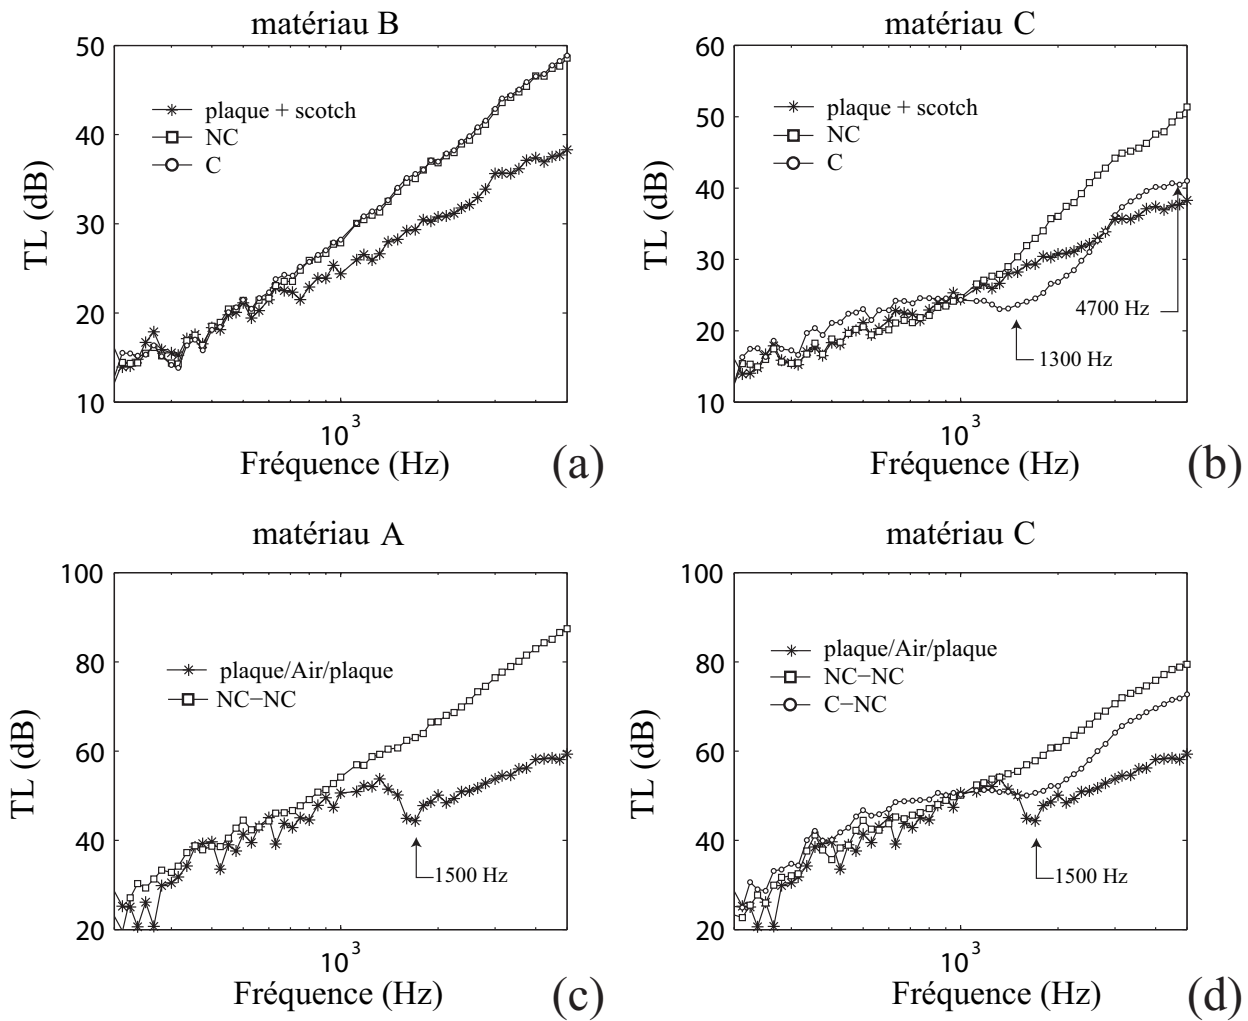 matériau B
50
40
30
20
10
TL (dB)
plaque + scotch
NC
C
10³
Fréquence (Hz)
(a)
matériau C
60
50
40
30
20
10
TL (dB)
plaque + scotch
NC
C
4700 Hz
1300 Hz
10³
Fréquence (Hz)
(b)
matériau A
100
80
60
40
20
TL (dB)
plaque/Air/plaque
NC−NC
1500 Hz
10³
Fréquence (Hz)
(c)
matériau C
100
80
60
40
20
TL (dB)
plaque/Air/plaque
NC−NC
C−NC
1500 Hz
10³
Fréquence (Hz)
(d)